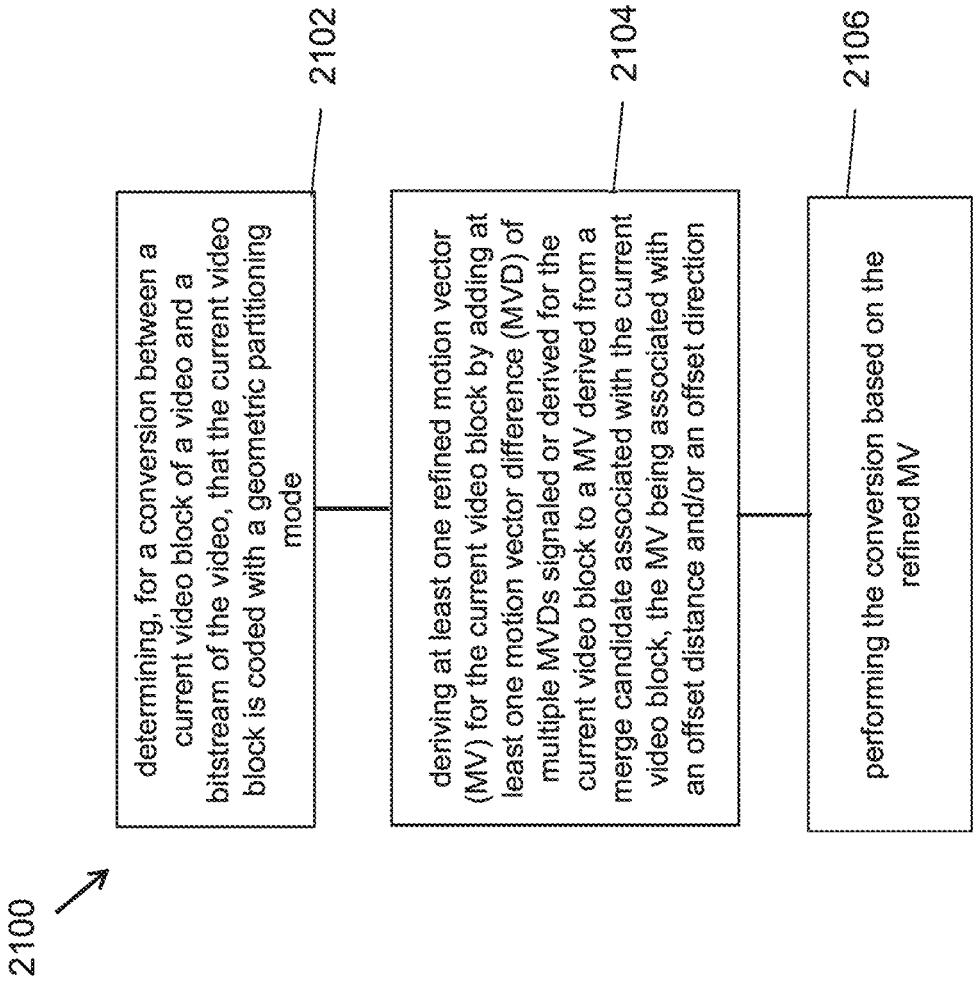 2100
determining, for a conversion between a
current video block of a video and a
bitstream of the video, that the current video
block is coded with a geometric partitioning
mode
2102
deriving at least one refined motion vector
(MV) for the current video block by adding at
least one motion vector difference (MVD) of
multiple MVDs signaled or derived for the
current video block to a MV derived from a
merge candidate associated with the current
video block, the MV being associated with
an offset distance and/or an offset direction
2104
performing the conversion based on the
refined MV
2106